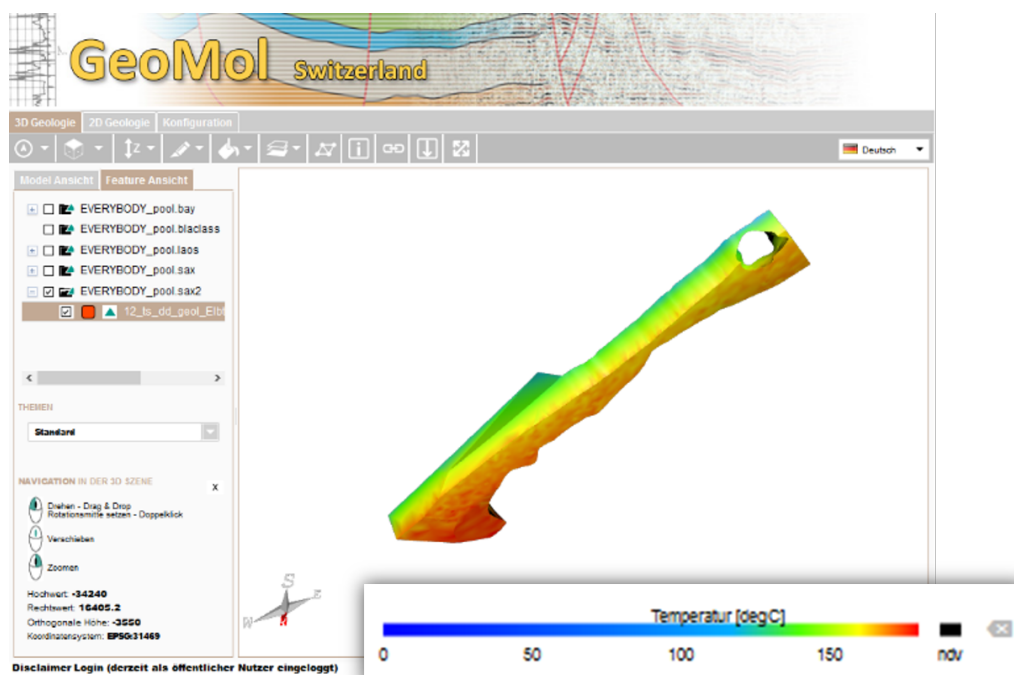 GeoMol Switzerland
3D Geologie 2D Geologie Konfiguration
Z i Deutsch
Model Ansicht Feature Ansicht
EVERYBODY_pool.bay
EVERYBODY_pool.blaclass
EVERYBODY_pool.laos
EVERYBODY_pool.sax
EVERYBODY_pool.sax2
12_ts_dd_geol_Elbt
THEMEN
Standard
NAVIGATION IN DER 3D SZENE x
Drehen - Drag & Drop
Rotationsmitte setzen - Doppelklick
Verschieben
Zoomen
Hochwert: -34240
Rechtswert: 16405.2
Orthogonale Höhe: -3550
Koordinatensystem: EPSG:31469
S
E
W
N
Temperatur [degC]
0 50 100 150 ndv
Disclaimer Login (derzeit als öffentlicher Nutzer eingeloggt)